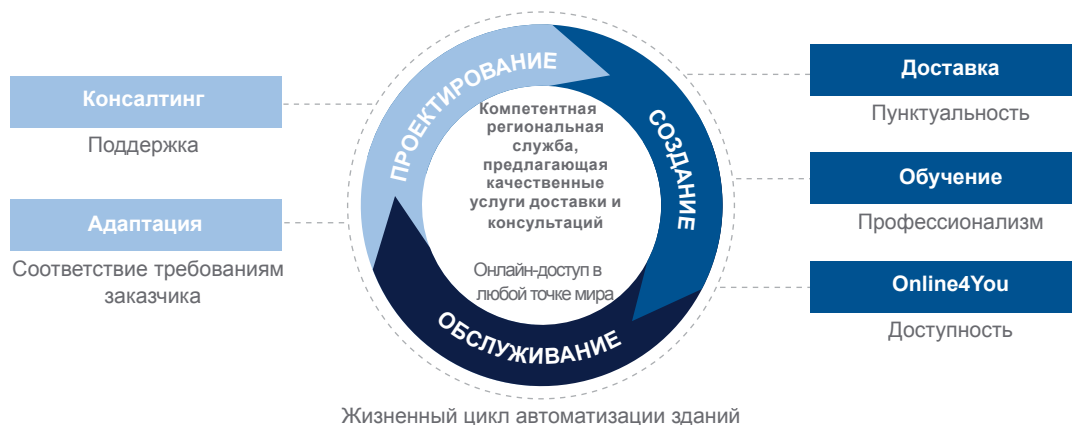 Консалтинг
Поддержка
Адаптация
Соответствие требованиям
заказчика
ПРОЕКТИРОВАНИЕ
СОЗДАНИЕ
ОБСЛУЖИВАНИЕ
Компетентная
региональная
служба,
предлагающая
качественные
услуги доставки и
консультаций
Онлайн-доступ в
любой точке мира
Доставка
Пунктуальность
Обучение
Профессионализм
Online4You
Доступность
Жизненный цикл автоматизации зданий